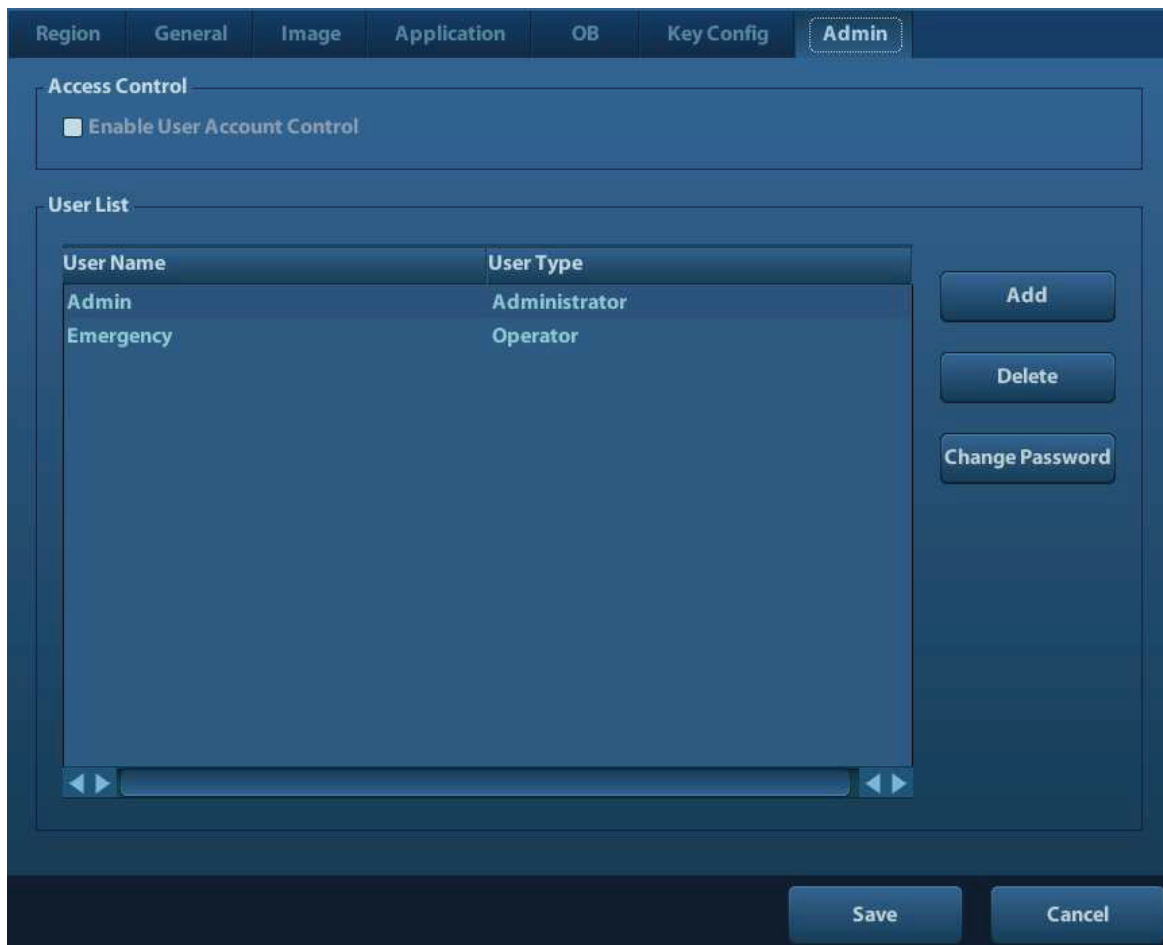 Region General Image Application OB Key Config Admin
Access Control
Enable User Account Control
User List
User Name User Type
Admin Administrator
Emergency Operator
Add
Delete
Change Password
Save Cancel